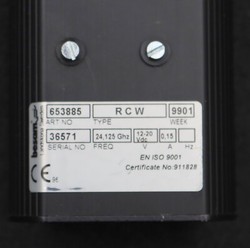 653885 R C W 9901
ART.NO TYPE WEEK
36571 24,125 Ghz 12-30 Vdc 0,15
SERIAL NO FREQ V A Hz
EN ISO 9001
Certificate No:911828
besam
CE